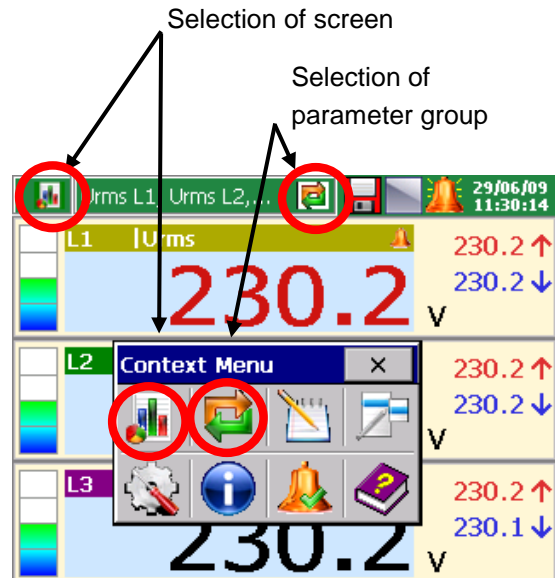 Selection of screen
Selection of
parameter group
Urms L1, Urms L2,...
29/06/09
11:30:14
L1 |Urms
230.2
230.2
230.2
V
L2
Context Menu ×
230.2
230.2
V
L3
230.2
230.2
230.1
V